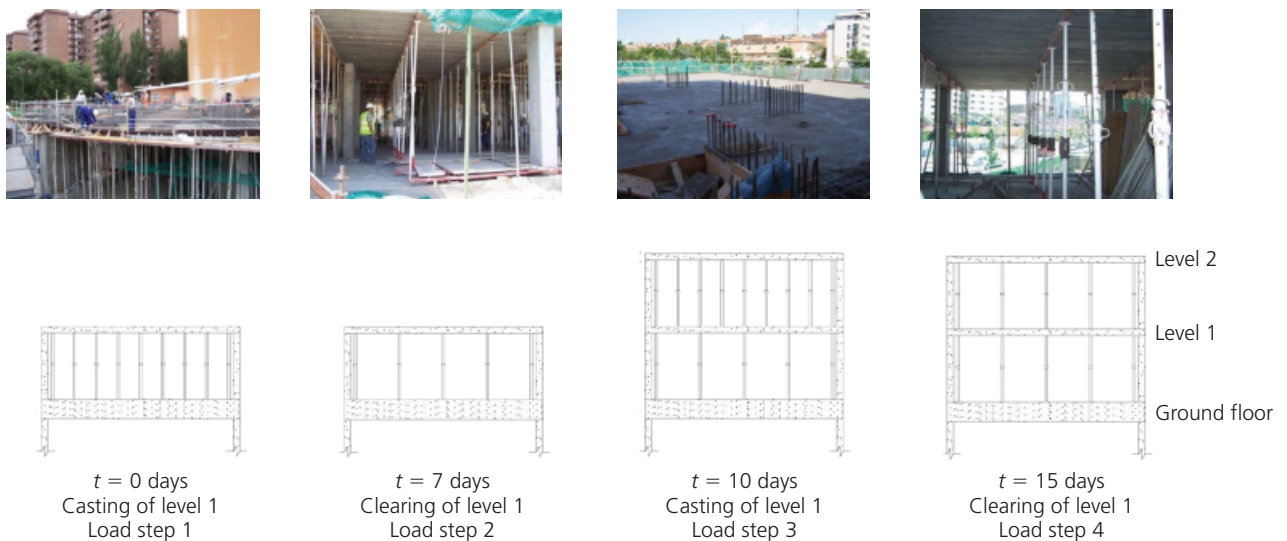 Level 2
Level 1
Ground floor
t = 0 days
Casting of level 1
Load step 1
t = 7 days
Clearing of level 1
Load step 2
t = 10 days
Casting of level 1
Load step 3
t = 15 days
Clearing of level 1
Load step 4